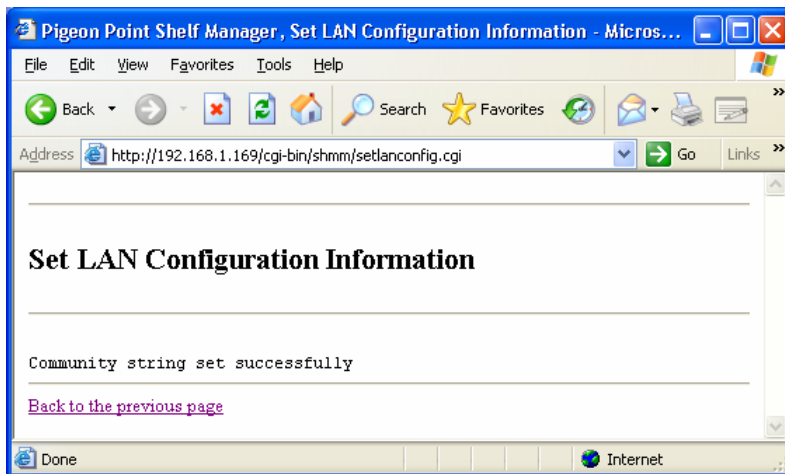 Pigeon Point Shelf Manager, Set LAN Configuration Information - Micros...
File Edit View Favorites Tools Help
Back Search Favorites »
Address http://192.168.1.169/cgi-bin/shmm/setlanconfig.cgi Go Links »
Set LAN Configuration Information
Community string set successfully
Back to the previous page
Done Internet